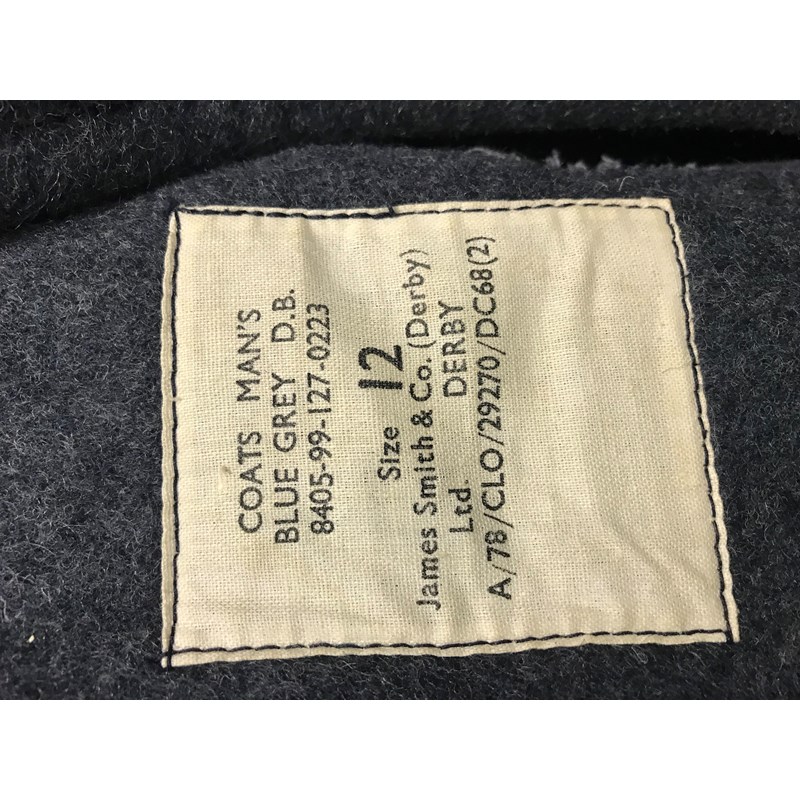 COATS MAN'S
BLUE GREY D.B.
8405-99-127-0223
Size 12
James Smith & Co. (Derby)
Ltd. DERBY
A/78/CLO/29270/DC68(2)